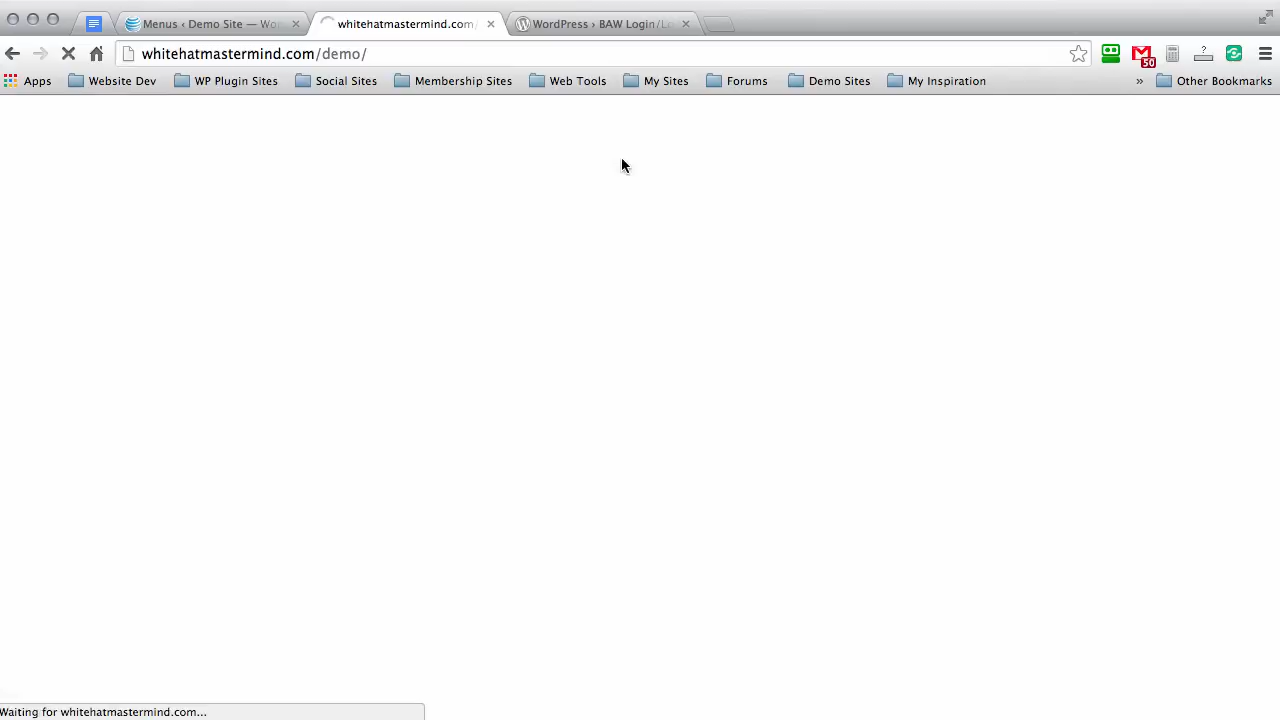 Menus ‹ Demo Site — Wo
whitehatmastermind.com/
WordPress › BAW Login/Lo
whitehatmastermind.com/demo/
50
Apps
Website Dev
WP Plugin Sites
Social Sites
Membership Sites
Web Tools
My Sites
Forums
Demo Sites
My Inspiration
»
Other Bookmarks
Waiting for whitehatmastermind.com...